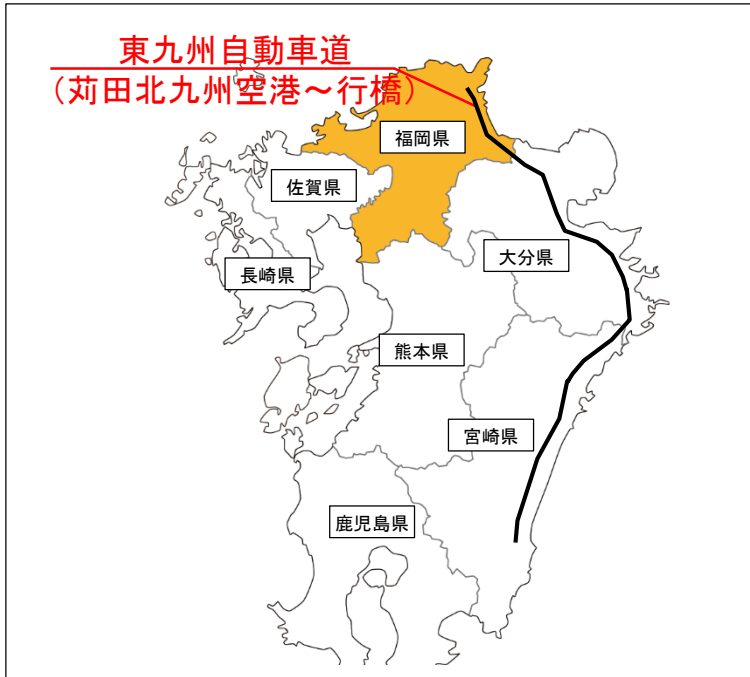 東九州自動車道
(苅田北九州空港～行橋)
福岡県
佐賀県
大分県
長崎県
熊本県
宮崎県
鹿児島県